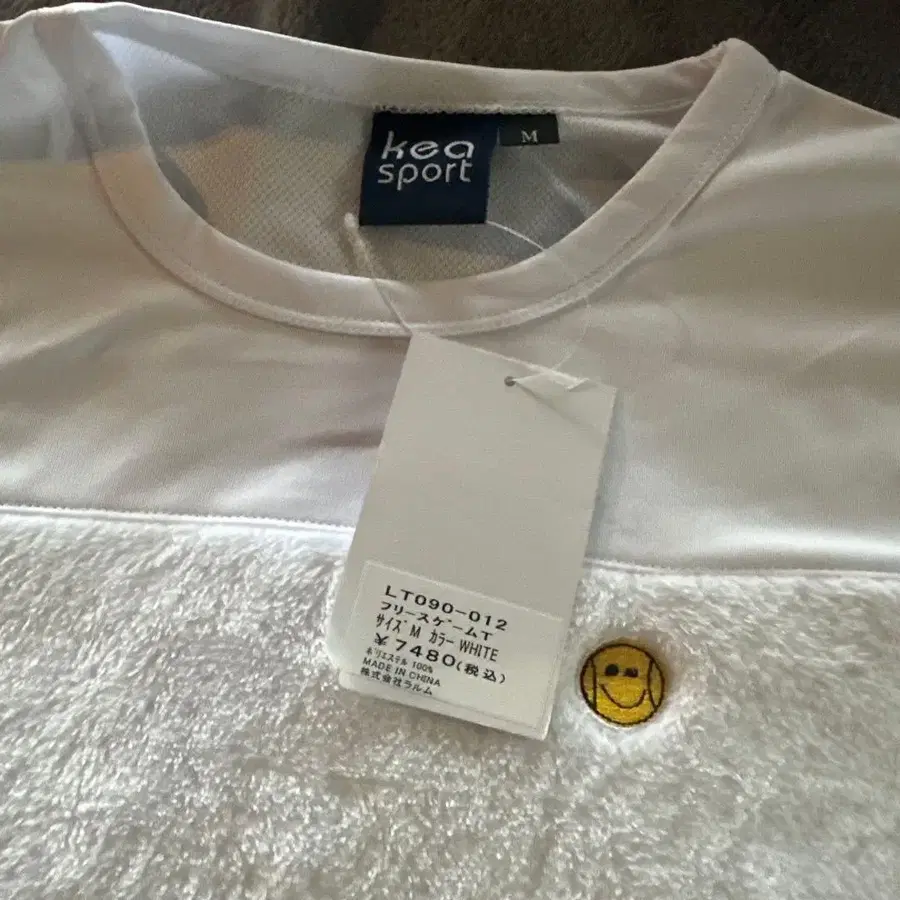 kea
sport
M
LT090-012
フリースゲームT
サイズ M カラー WHITE
¥7480(税込)
ポリエステル 100%
MADE IN CHINA
株式会社ラルム